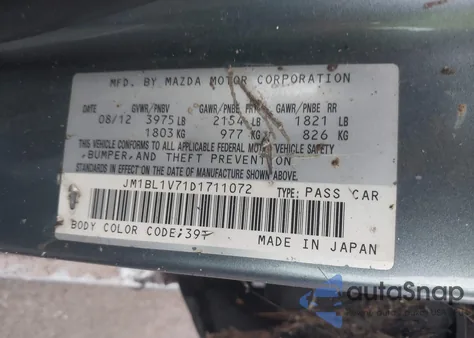 MFD. BY MAZDA MOTOR CORPORATION
DATE GVWR/PNBV GAWR/PNBE FRT GAWR/PNBE RR
08/12 3975 LB 2154 LB 1821 LB
1803 KG 977 KG 826 KG
THIS VEHICLE CONFORMS TO ALL APPLICABLE FEDERAL MOTOR VEHICLE SAFETY,
BUMPER, AND THEFT PREVENTION
STANDARDS IN EFFECT ON THE DATE OF MANUFACTURE SHOWN ABOVE.
JM1BL1V71D1711072 TYPE: PASS CAR
BODY COLOR CODE: 39T
MADE IN JAPAN
autoSnap